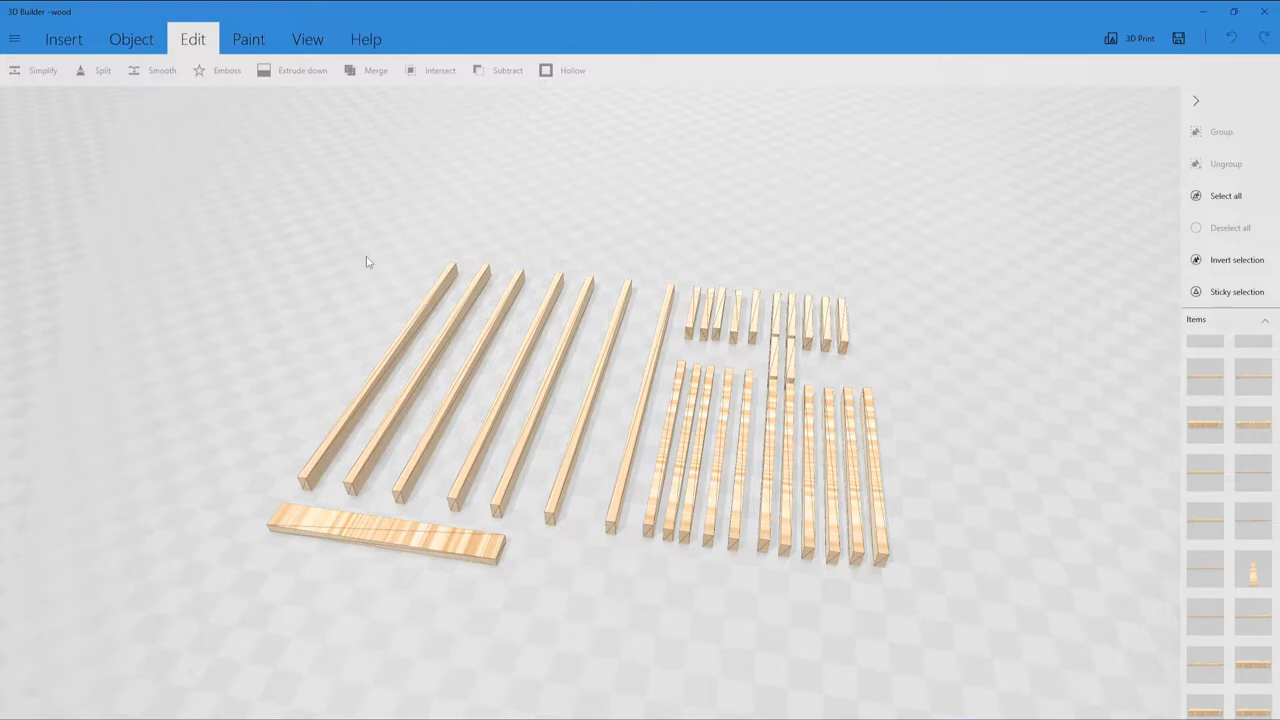 3D Builder -wood
Insert Object Edit Paint View Help 3D Print
Simplify Split Smooth Emboss Extrude down Merge Intersect Subtract Hollow
Group
Ungroup
Select all
Deselect all
Invert selection
Sticky selection
Items